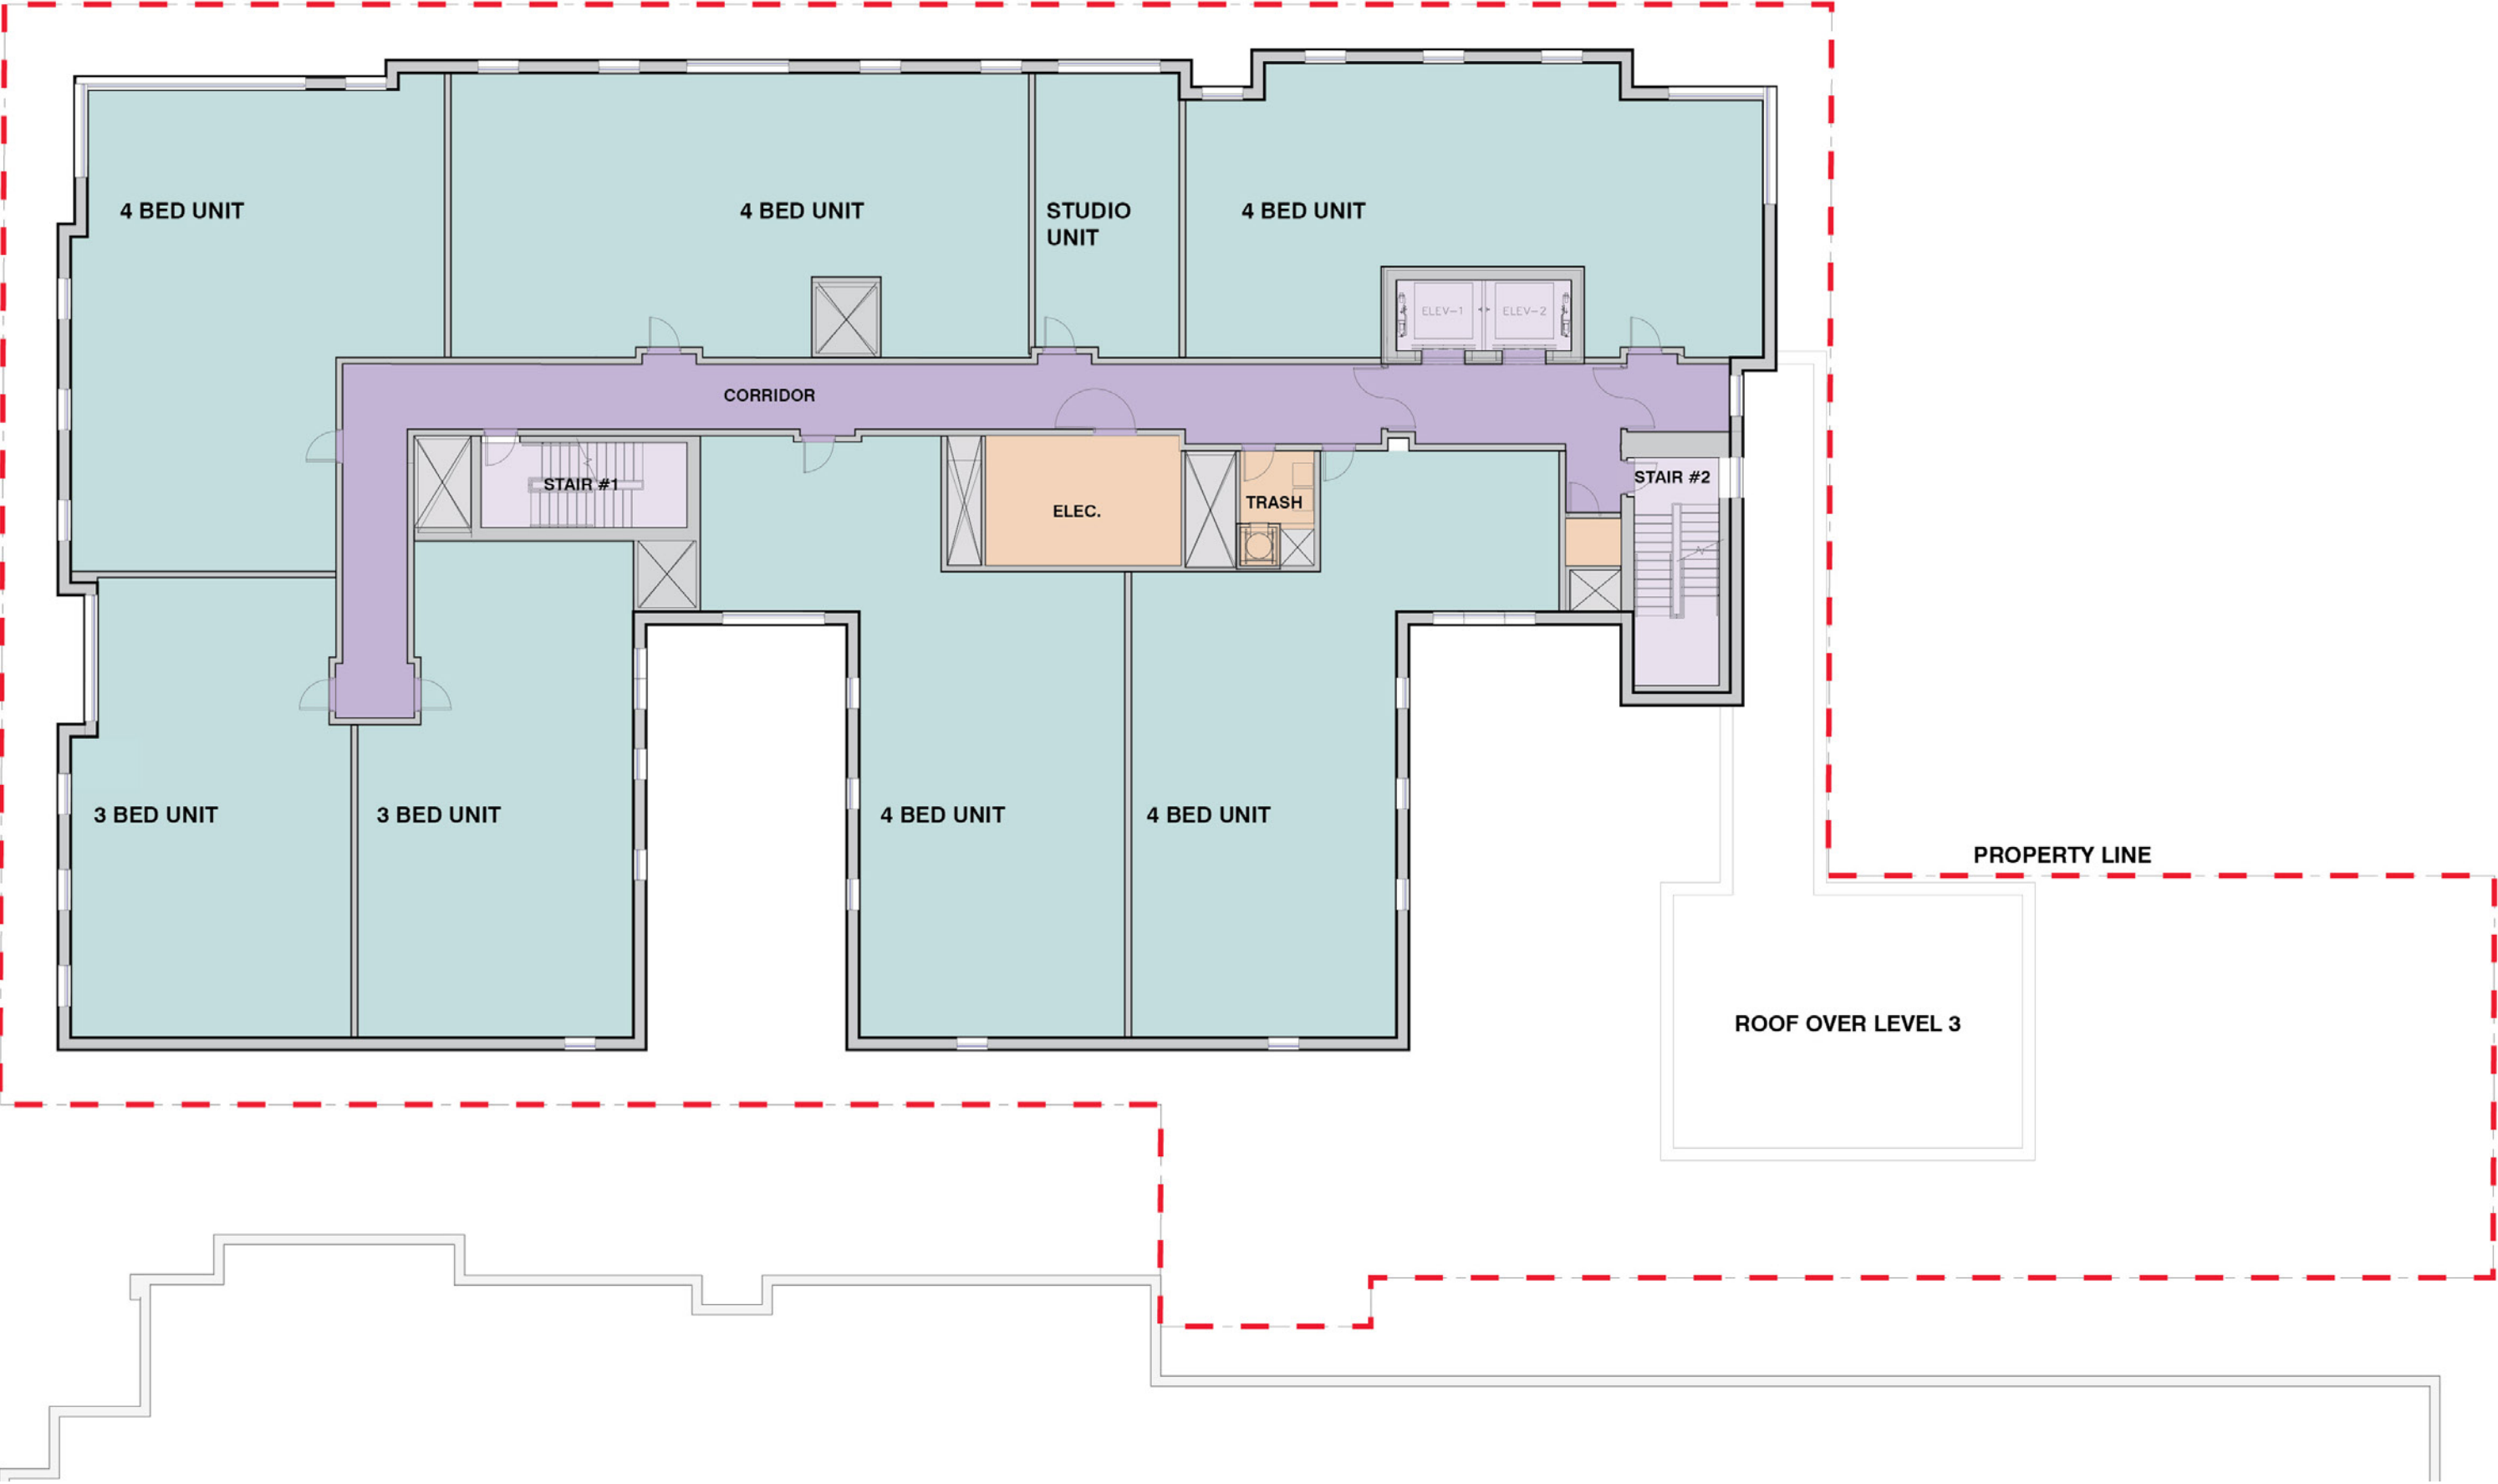 4 BED UNIT
4 BED UNIT
STUDIO
UNIT
4 BED UNIT
ELEV-1
ELEV-2
CORRIDOR
STAIR #1
ELEC.
TRASH
STAIR #2
3 BED UNIT
3 BED UNIT
4 BED UNIT
4 BED UNIT
PROPERTY LINE
ROOF OVER LEVEL 3